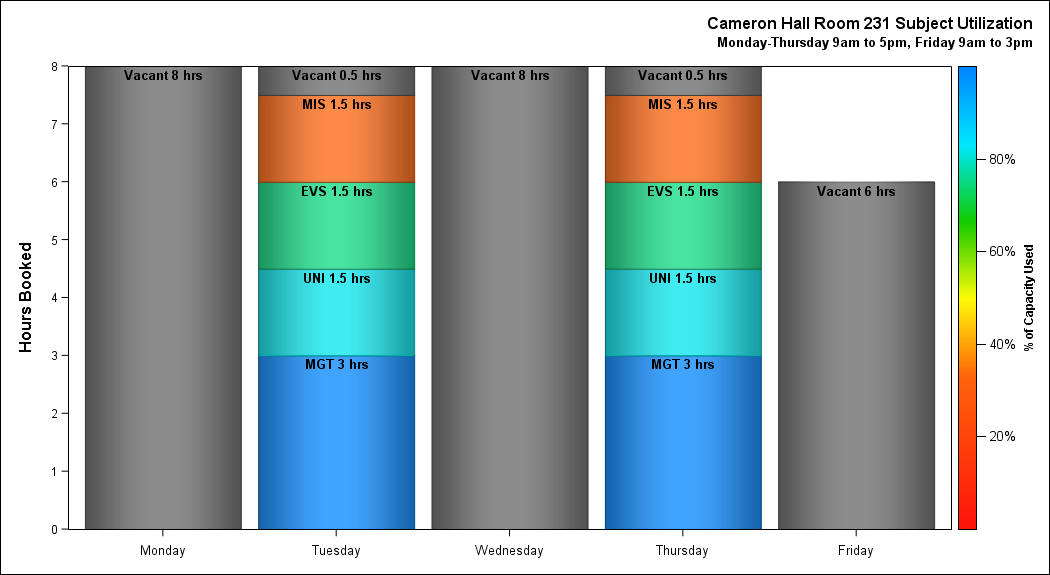 Cameron Hall Room 231 Subject Utilization
Monday-Thursday 9am to 5pm, Friday 9am to 3pm
Hours Booked
8
7
6
5
4
3
2
1
0
Vacant 8 hrs
Vacant 0.5 hrs
MIS 1.5 hrs
EVS 1.5 hrs
UNI 1.5 hrs
MGT 3 hrs
Vacant 8 hrs
Vacant 0.5 hrs
MIS 1.5 hrs
EVS 1.5 hrs
UNI 1.5 hrs
MGT 3 hrs
Vacant 6 hrs
Monday
Tuesday
Wednesday
Thursday
Friday
80%
60%
40%
20%
% of Capacity Used